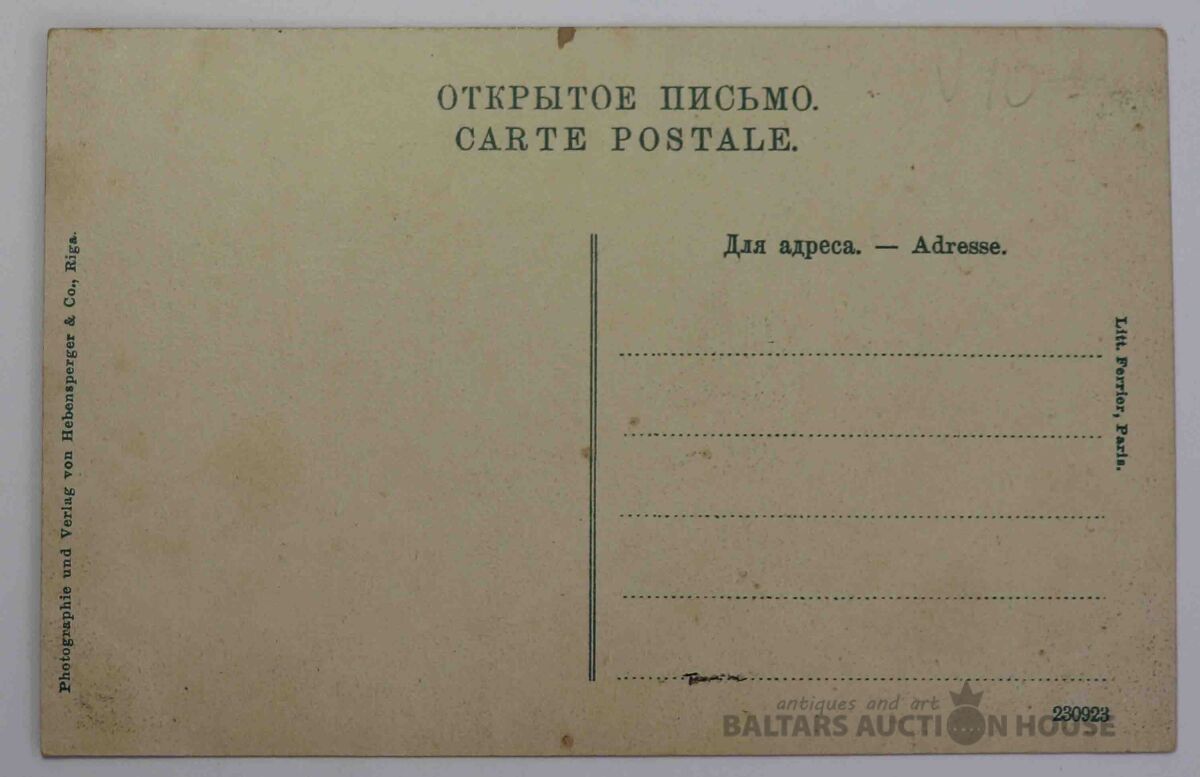 ОТКРЫТОЕ ПИСЬМО.
CARTE POSTALE.
Для адреса. — Adresse.
Photographie und Verlag von Hebensperger & Co., Riga.
Litt. Ferrier, Paris.
230923
antiques and art
BALTARS AUCTION HOUSE